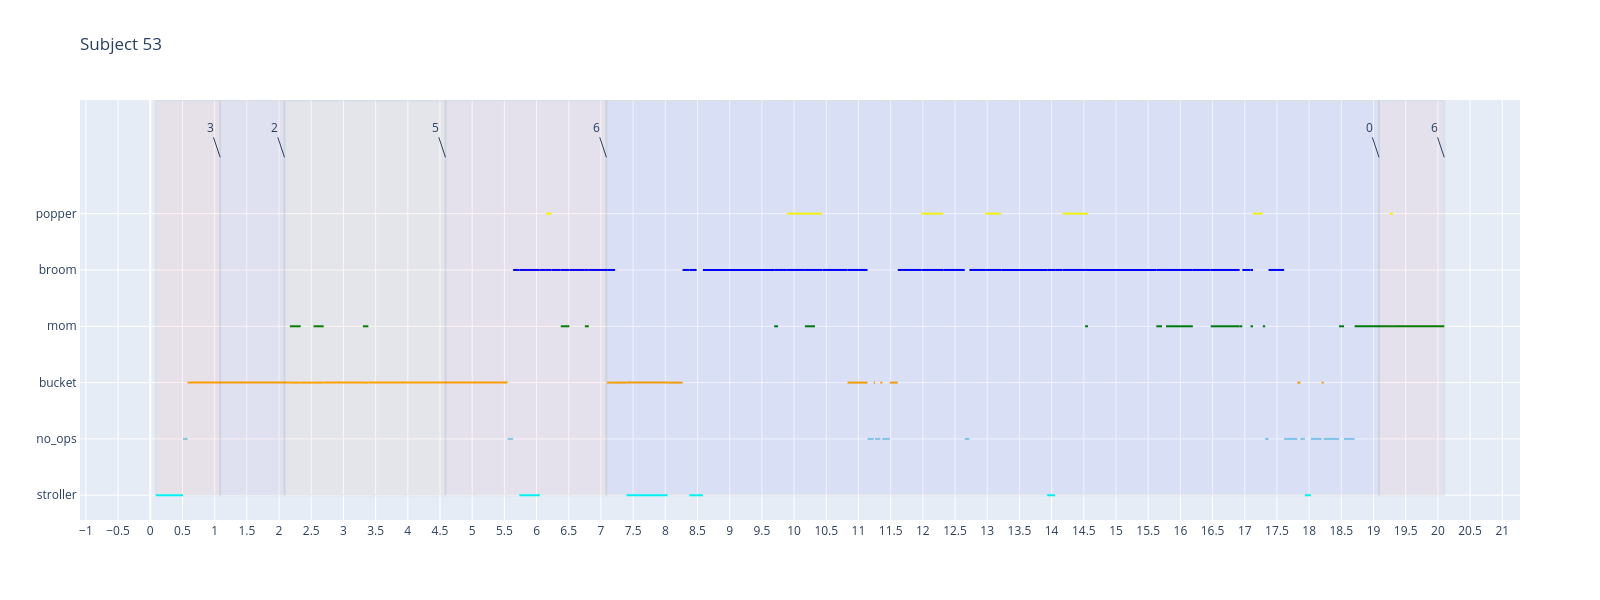 Subject 53
3 2 5 6 0 6
popper
broom
mom
bucket
no_ops
stroller
−1 −0.5 0 0.5 1 1.5 2 2.5 3 3.5 4 4.5 5 5.5 6 6.5 7 7.5 8 8.5 9 9.5 10 10.5 11 11.5 12 12.5 13 13.5 14 14.5 15 15.5 16 16.5 17 17.5 18 18.5 19 19.5 20 20.5 21